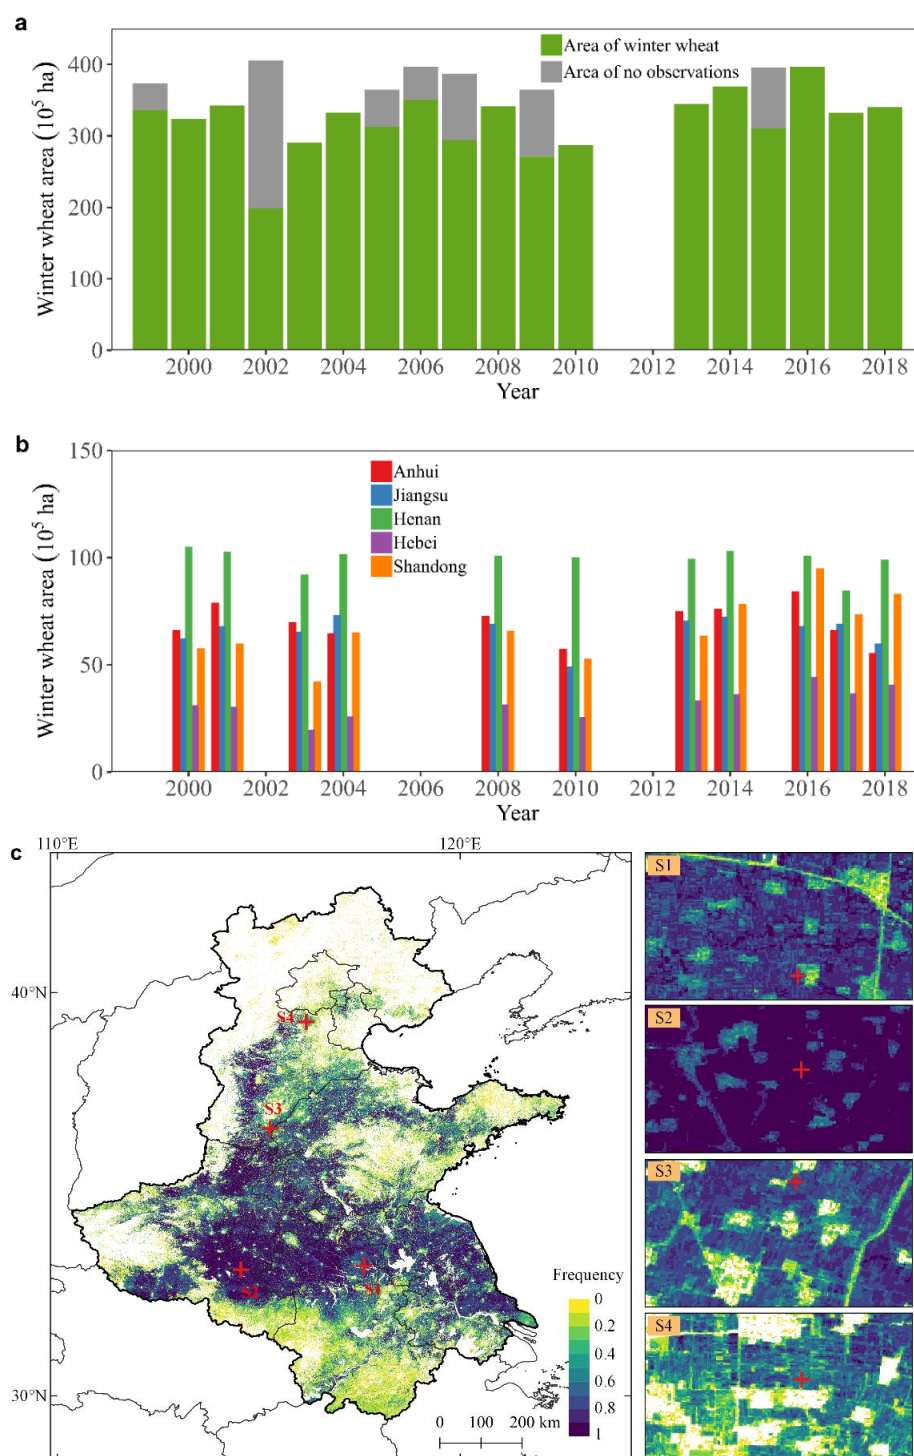 a
Winter wheat area (10⁵ ha)
Area of winter wheat
Area of no observations
400
300
200
100
0
2000 2002 2004 2006 2008 2010 2012 2014 2016 2018
Year
b
Winter wheat area (10⁵ ha)
Anhui
Jiangsu
Henan
Hebei
Shandong
150
100
50
0
2000 2002 2004 2006 2008 2010 2012 2014 2016 2018
Year
c
110°E 120°E
40°N
30°N
S4
S3
S2
S1
Frequency
0
0.2
0.4
0.6
0.8
1
0 100 200 km
S1
S2
S3
S4